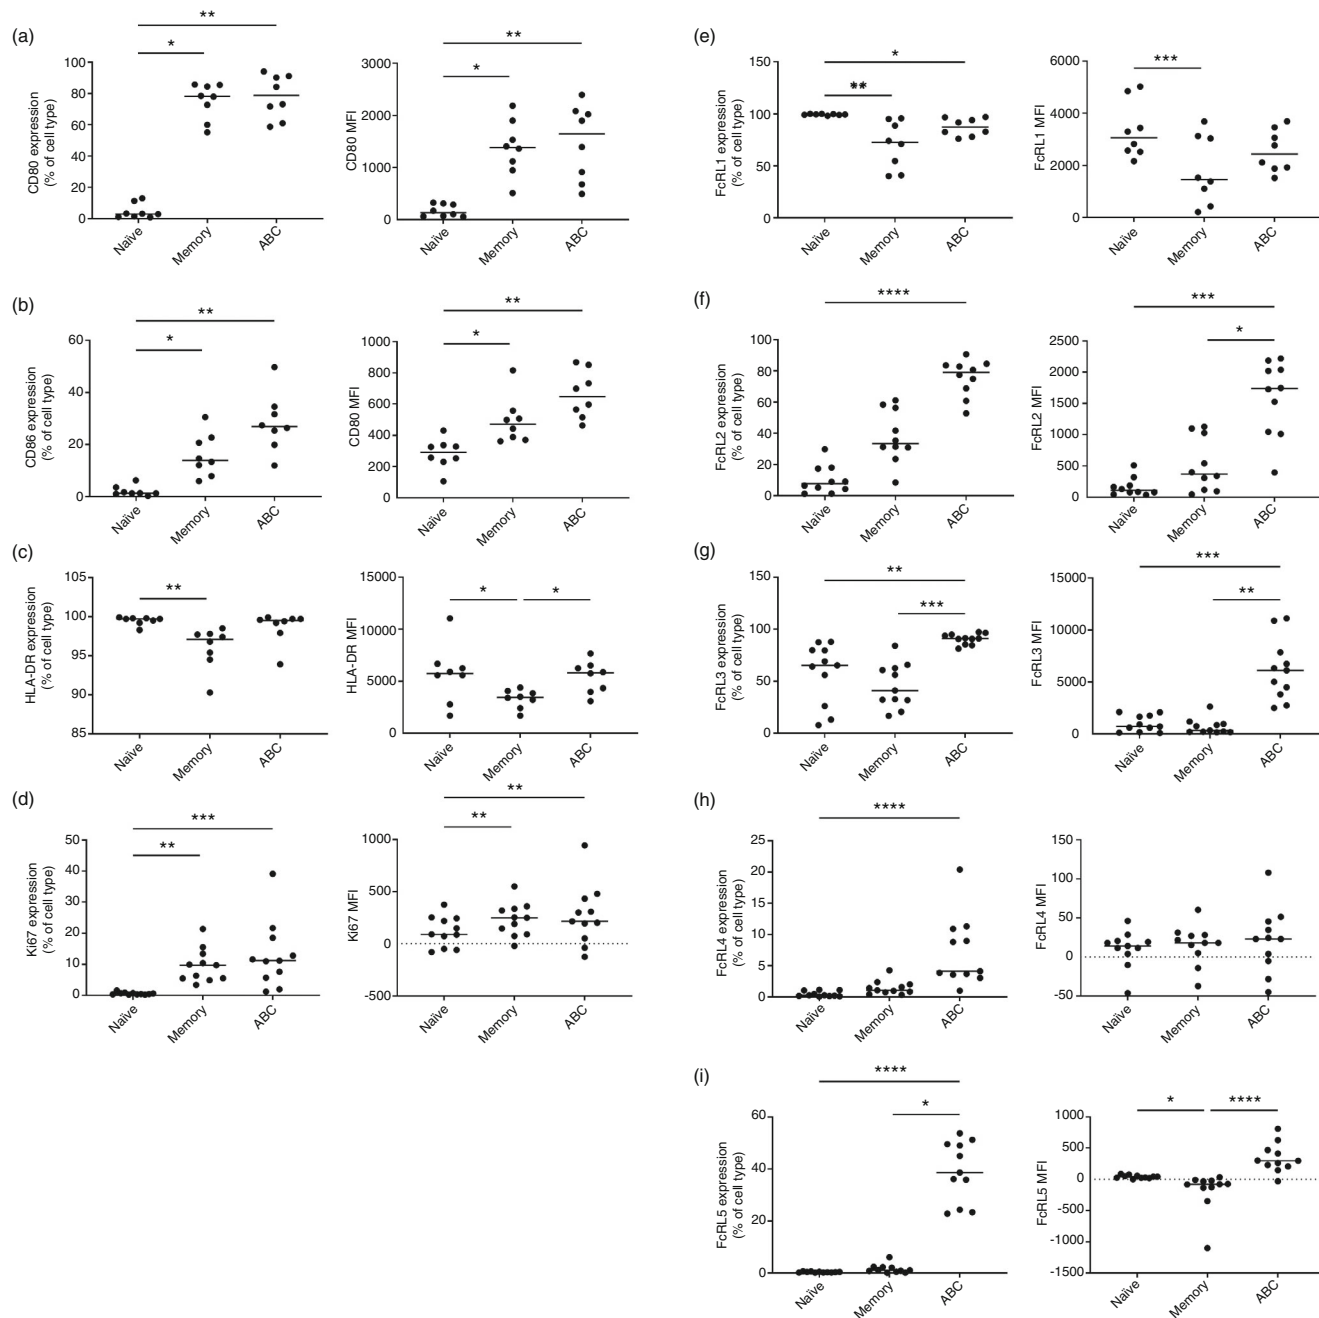 (a)
**
*
CD80 expression
(% of cell type)
100
80
60
40
20
0
Naïve
Memory
ABC
**
*
CD80 MFI
3000
2000
1000
0
Naïve
Memory
ABC
(b)
**
*
CD86 expression
(% of cell type)
60
40
20
0
Naïve
Memory
ABC
**
*
CD80 MFI
1000
800
600
400
200
0
Naïve
Memory
ABC
(c)
**
HLA-DR expression
(% of cell type)
105
100
95
90
85
Naïve
Memory
ABC
*
*
HLA-DR MFI
15000
10000
5000
0
Naïve
Memory
ABC
(d)
***
**
Ki67 expression
(% of cell type)
50
40
30
20
10
0
Naïve
Memory
ABC
**
**
Ki67 MFI
1000
500
0
-500
Naïve
Memory
ABC
(e)
*
**
FcRL1 expression
(% of cell type)
150
100
50
0
Naïve
Memory
ABC
***
FcRL1 MFI
6000
4000
2000
0
Naïve
Memory
ABC
(f)
****
FcRL2 expression
(% of cell type)
100
80
60
40
20
0
Naïve
Memory
ABC
***
*
FcRL2 MFI
2500
2000
1500
1000
500
0
Naïve
Memory
ABC
(g)
**
***
FcRL3 expression
(% of cell type)
150
100
50
0
Naïve
Memory
ABC
***
**
FcRL3 MFI
15000
10000
5000
0
Naïve
Memory
ABC
(h)
****
FcRL4 expression
(% of cell type)
25
20
15
10
5
0
Naïve
Memory
ABC
FcRL4 MFI
150
100
50
0
-50
Naïve
Memory
ABC
(i)
****
*
FcRL5 expression
(% of cell type)
60
40
20
0
Naïve
Memory
ABC
*
****
FcRL5 MFI
1000
500
0
-500
-1000
-1500
Naïve
Memory
ABC